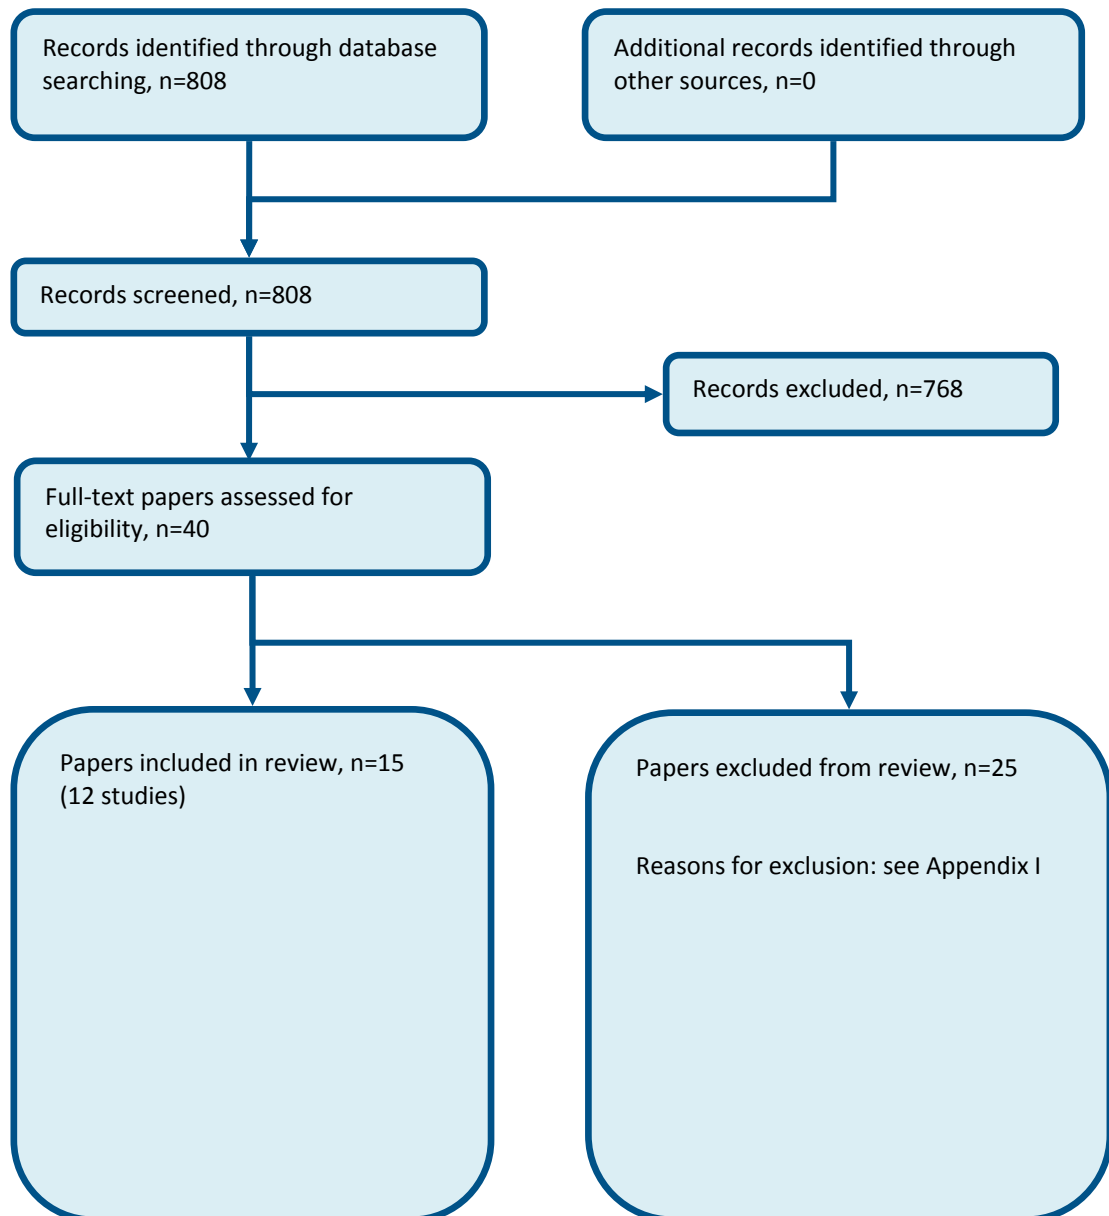 Records identified through database
searching, n=808
Additional records identified through
other sources, n=0
Records screened, n=808
Records excluded, n=768
Full-text papers assessed for
eligibility, n=40
Papers included in review, n=15
(12 studies)
Papers excluded from review, n=25
Reasons for exclusion: see Appendix I